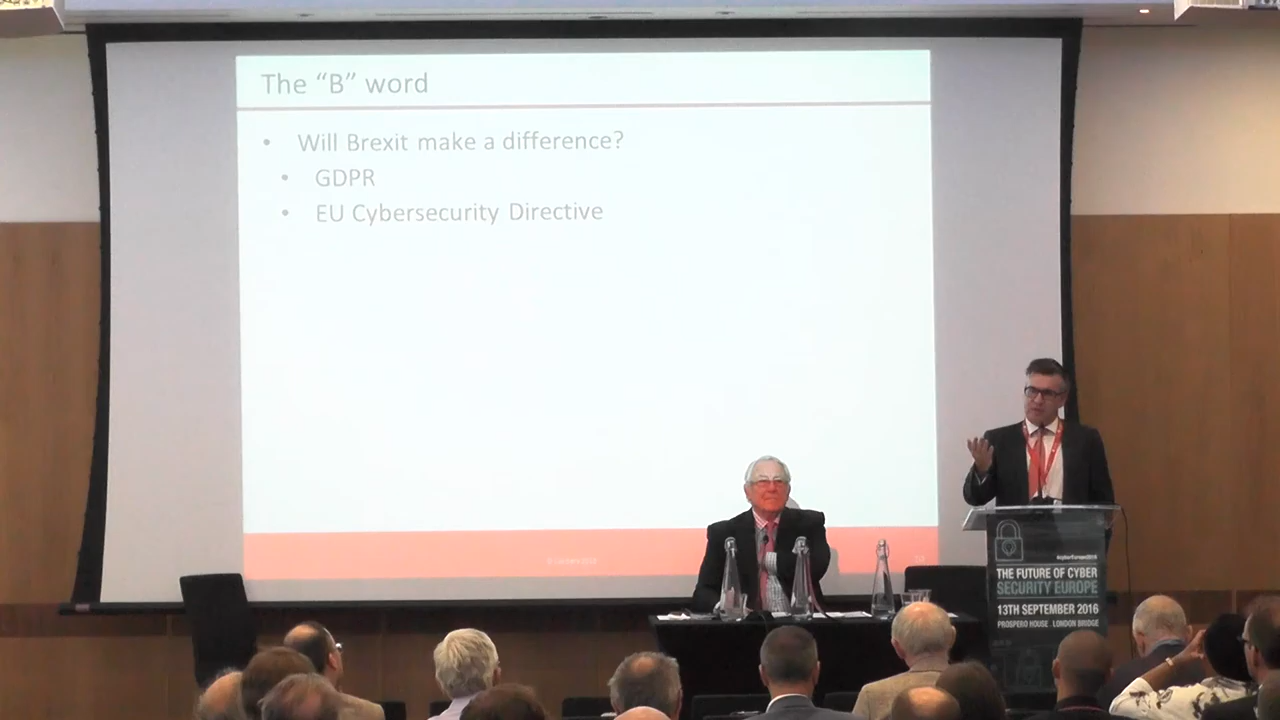 The “B” word
• Will Brexit make a difference?
• GDPR
• EU Cybersecurity Directive
#cyberEurope2016
THE FUTURE OF CYBER
SECURITY EUROPE
13TH SEPTEMBER 2016
PROSPERO HOUSE . LONDON BRIDGE